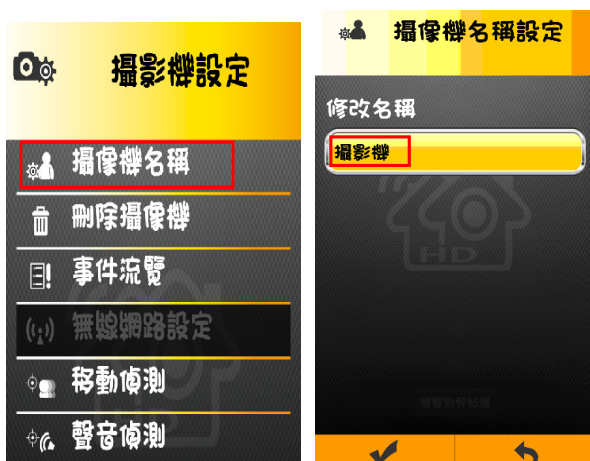 攝影機設定
攝像機名稱
刪除攝像機
事件流覽
無線網路設定
移動偵測
聲音偵測
攝像機名稱設定
修改名稱
攝影機
HD